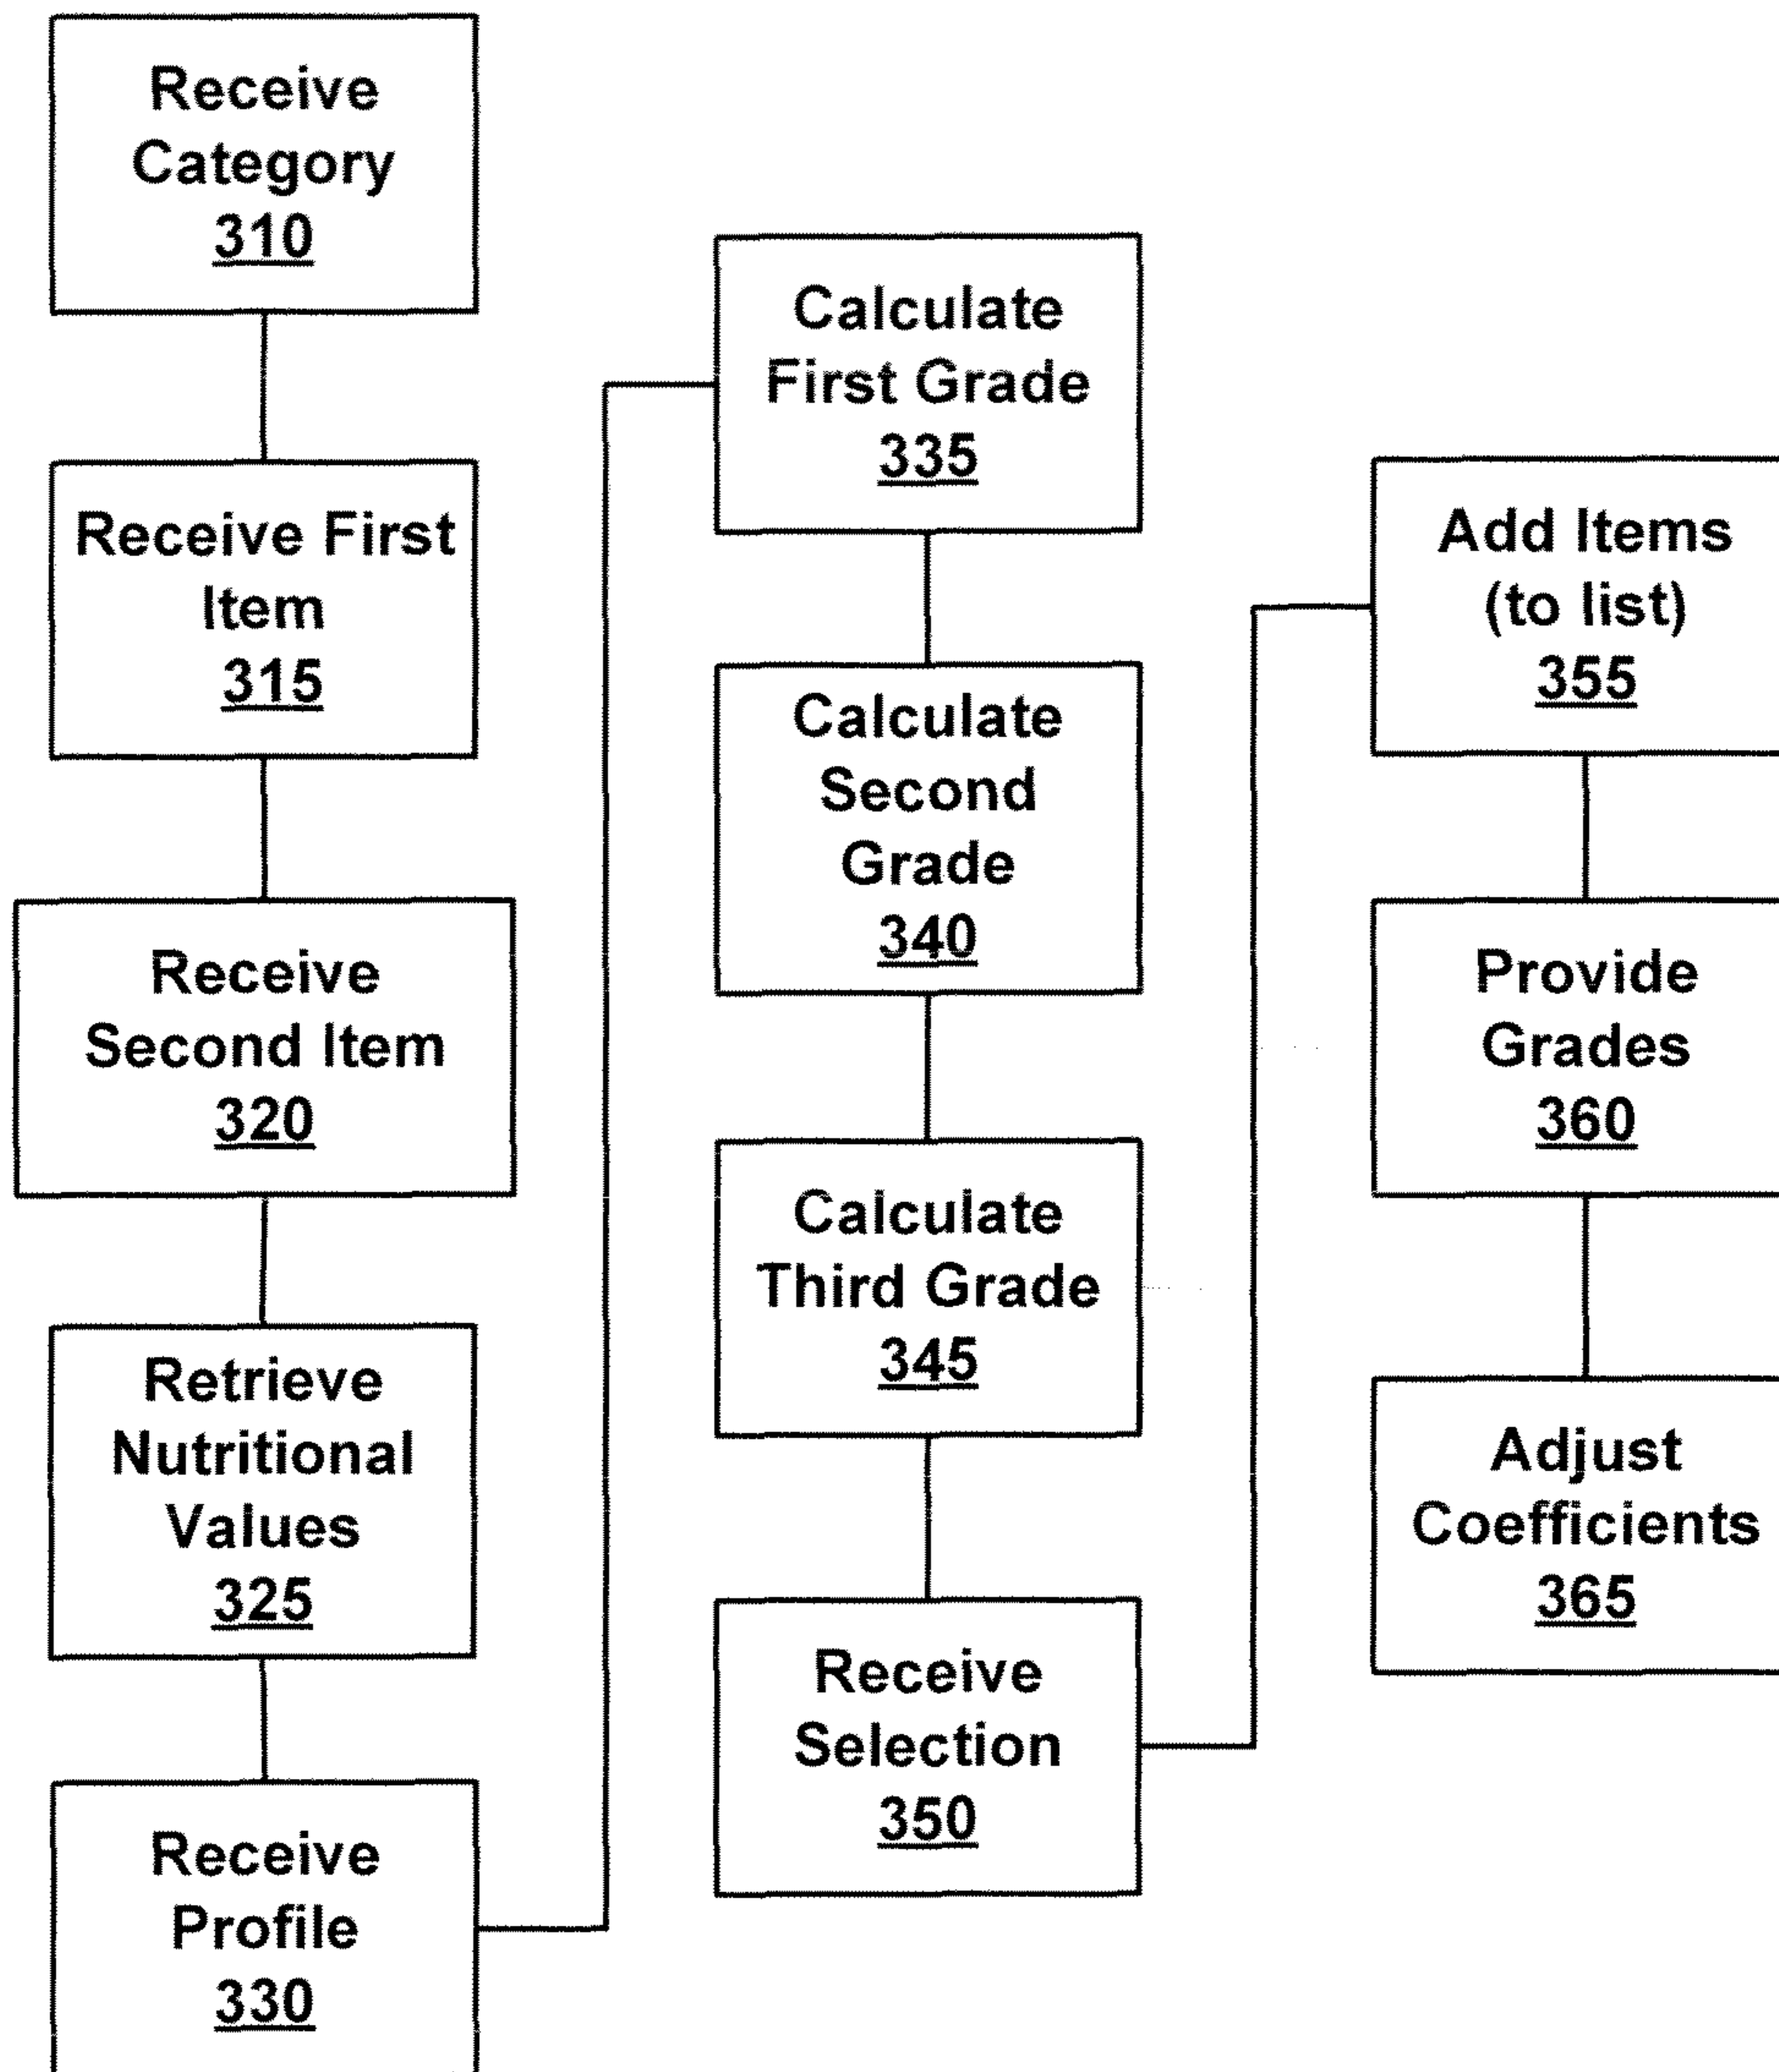 Receive
Category
310
Receive First
Item
315
Receive
Second Item
320
Retrieve
Nutritional
Values
325
Receive
Profile
330
Calculate
First Grade
335
Calculate
Second
Grade
340
Calculate
Third Grade
345
Receive
Selection
350
Add Items
(to list)
355
Provide
Grades
360
Adjust
Coefficients
365